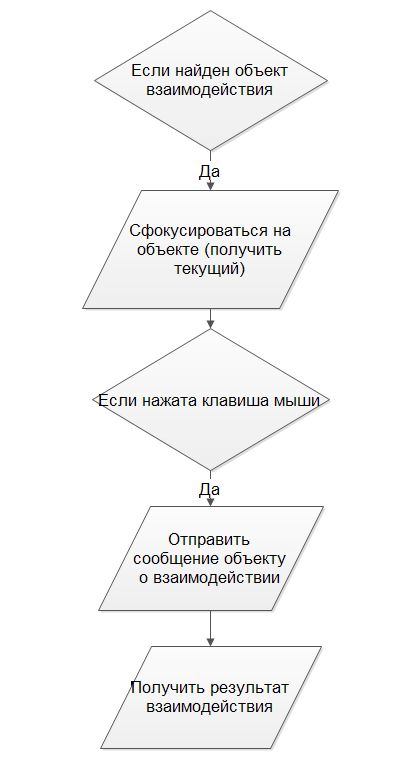 Если найден объект
взаимодействия
Да
Сфокусироваться на
объекте (получить
текущий)
Если нажата клавиша мыши
Да
Отправить
сообщение объекту
о взаимодействии
Получить результат
взаимодействия